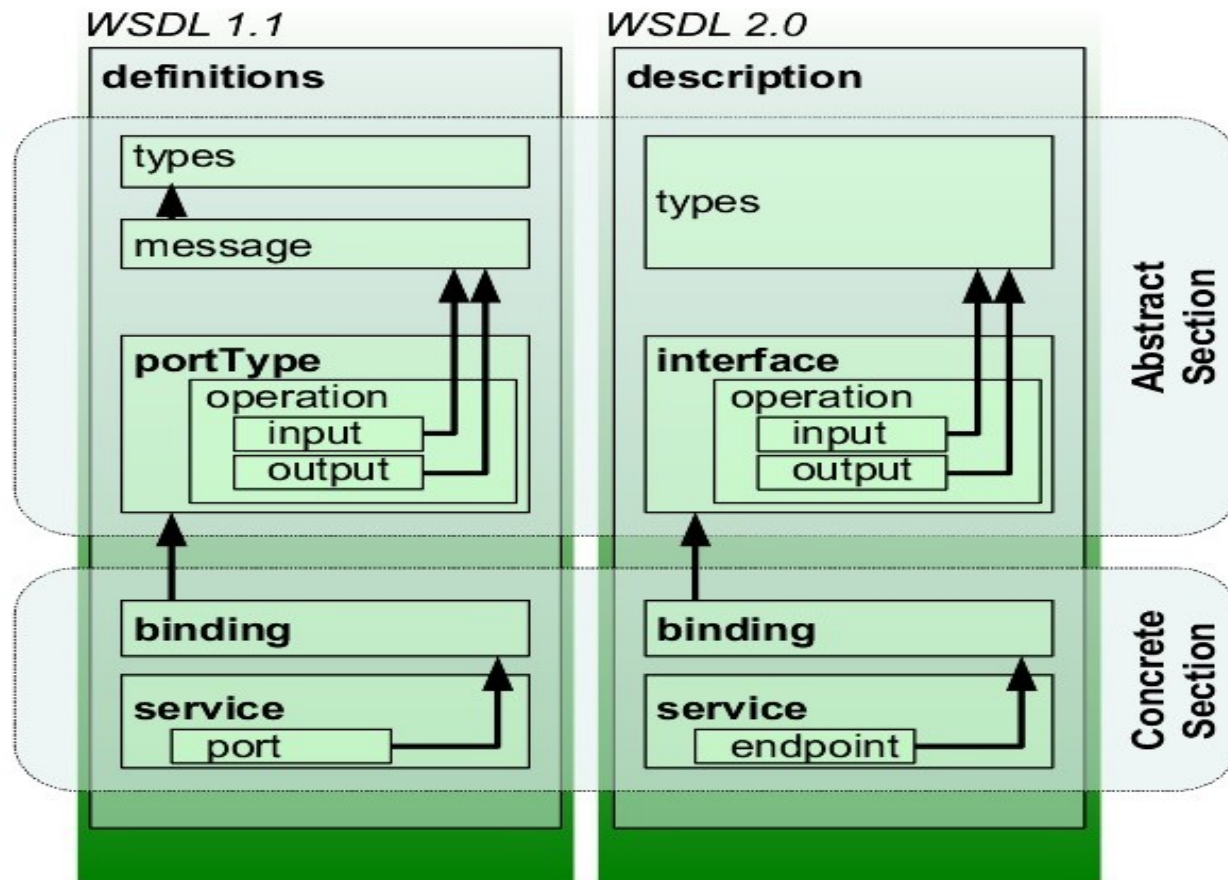 WSDL 1.1
definitions
types
message
portType
operation
input
output
binding
service
port
WSDL 2.0
description
types
interface
operation
input
output
binding
service
endpoint
Abstract
Section
Concrete
Section